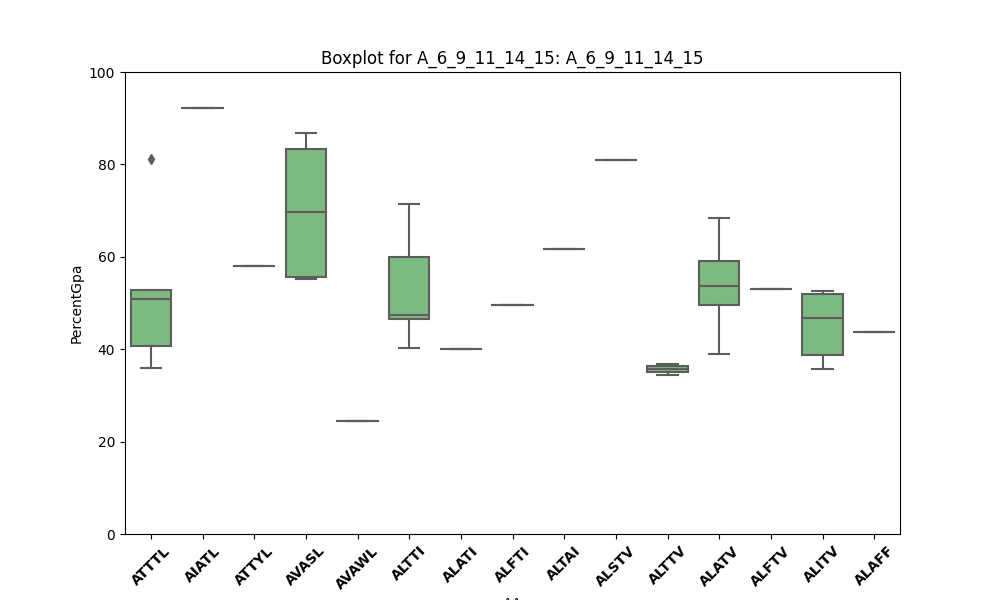 Boxplot for A_6_9_11_14_15: A_6_9_11_14_15
PercentGpa
100
80
60
40
20
0
ATTTL
AIATL
ATTYL
AVASL
AVAWL
ALTTI
ALATI
ALFTI
ALTAI
ALSTV
ALTTV
ALATV
ALFTV
ALITV
ALAFF